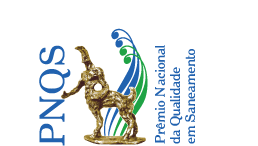 PNQS
Prêmio Nacional
da Qualidade
em Saneamento